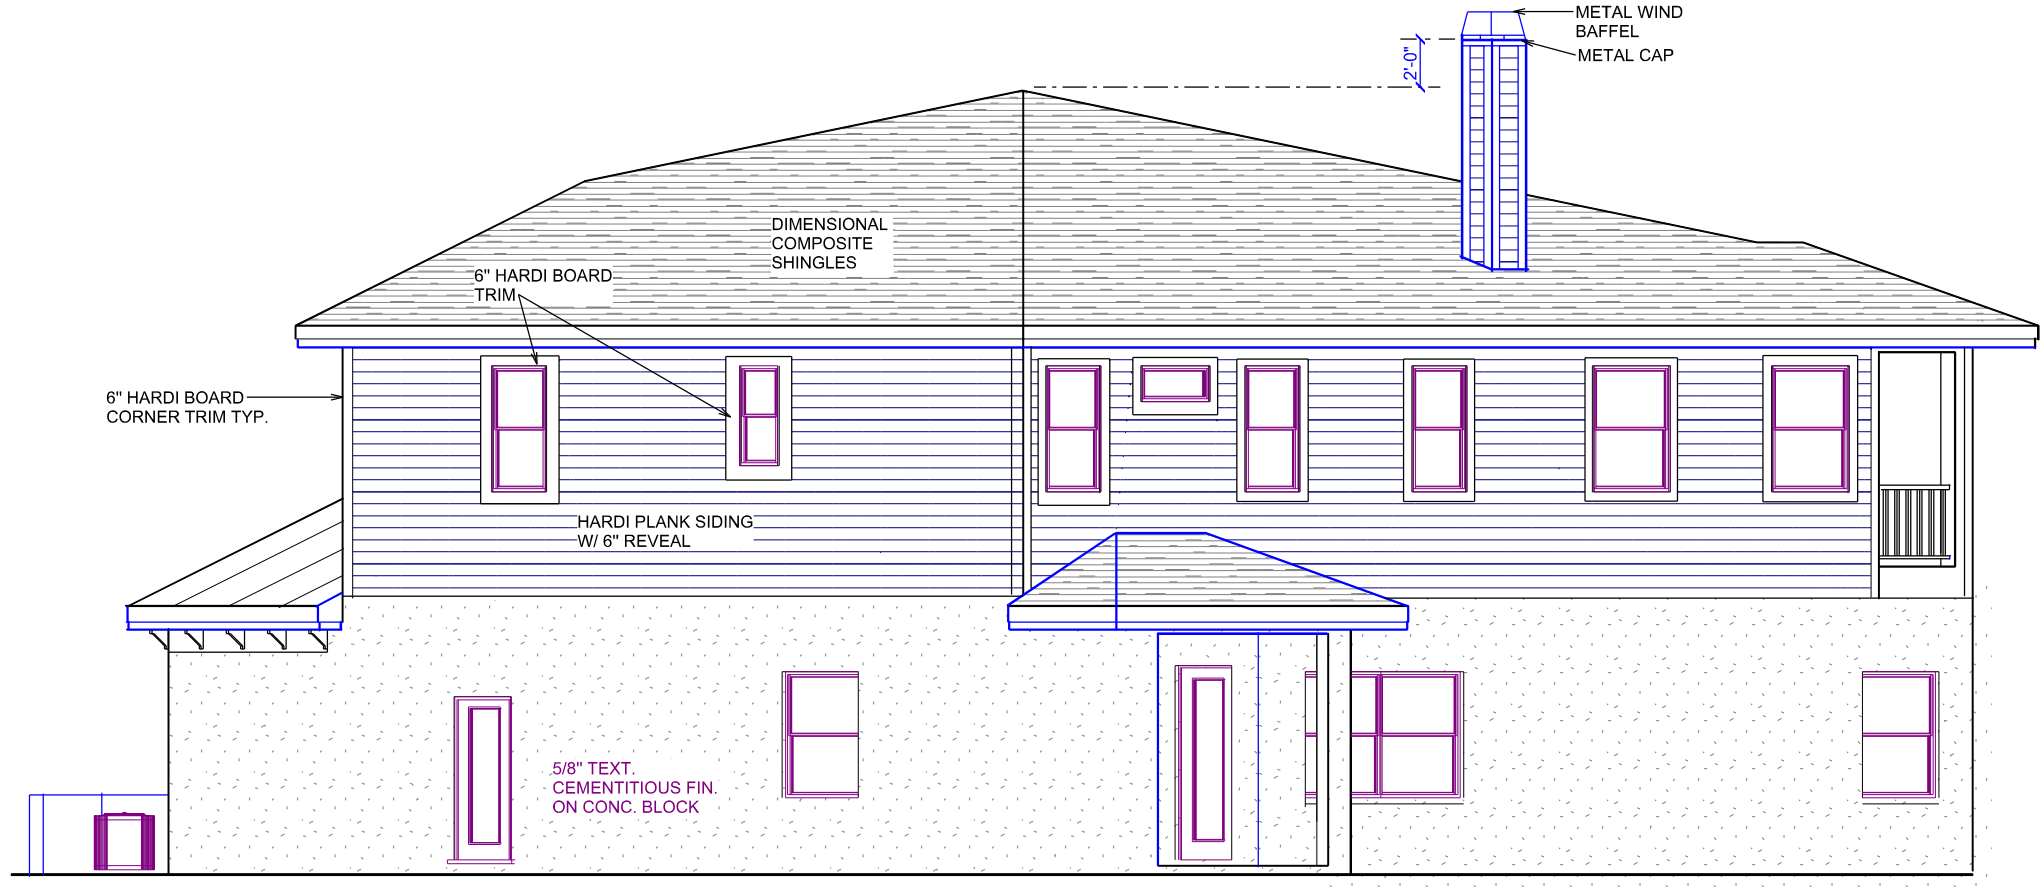 METAL WIND
BAFFEL
METAL CAP
2'-0"
DIMENSIONAL
COMPOSITE
SHINGLES
6" HARDI BOARD
TRIM
6" HARDI BOARD
CORNER TRIM TYP.
HARDI PLANK SIDING
W/ 6" REVEAL
5/8" TEXT.
CEMENTITIOUS FIN.
ON CONC. BLOCK